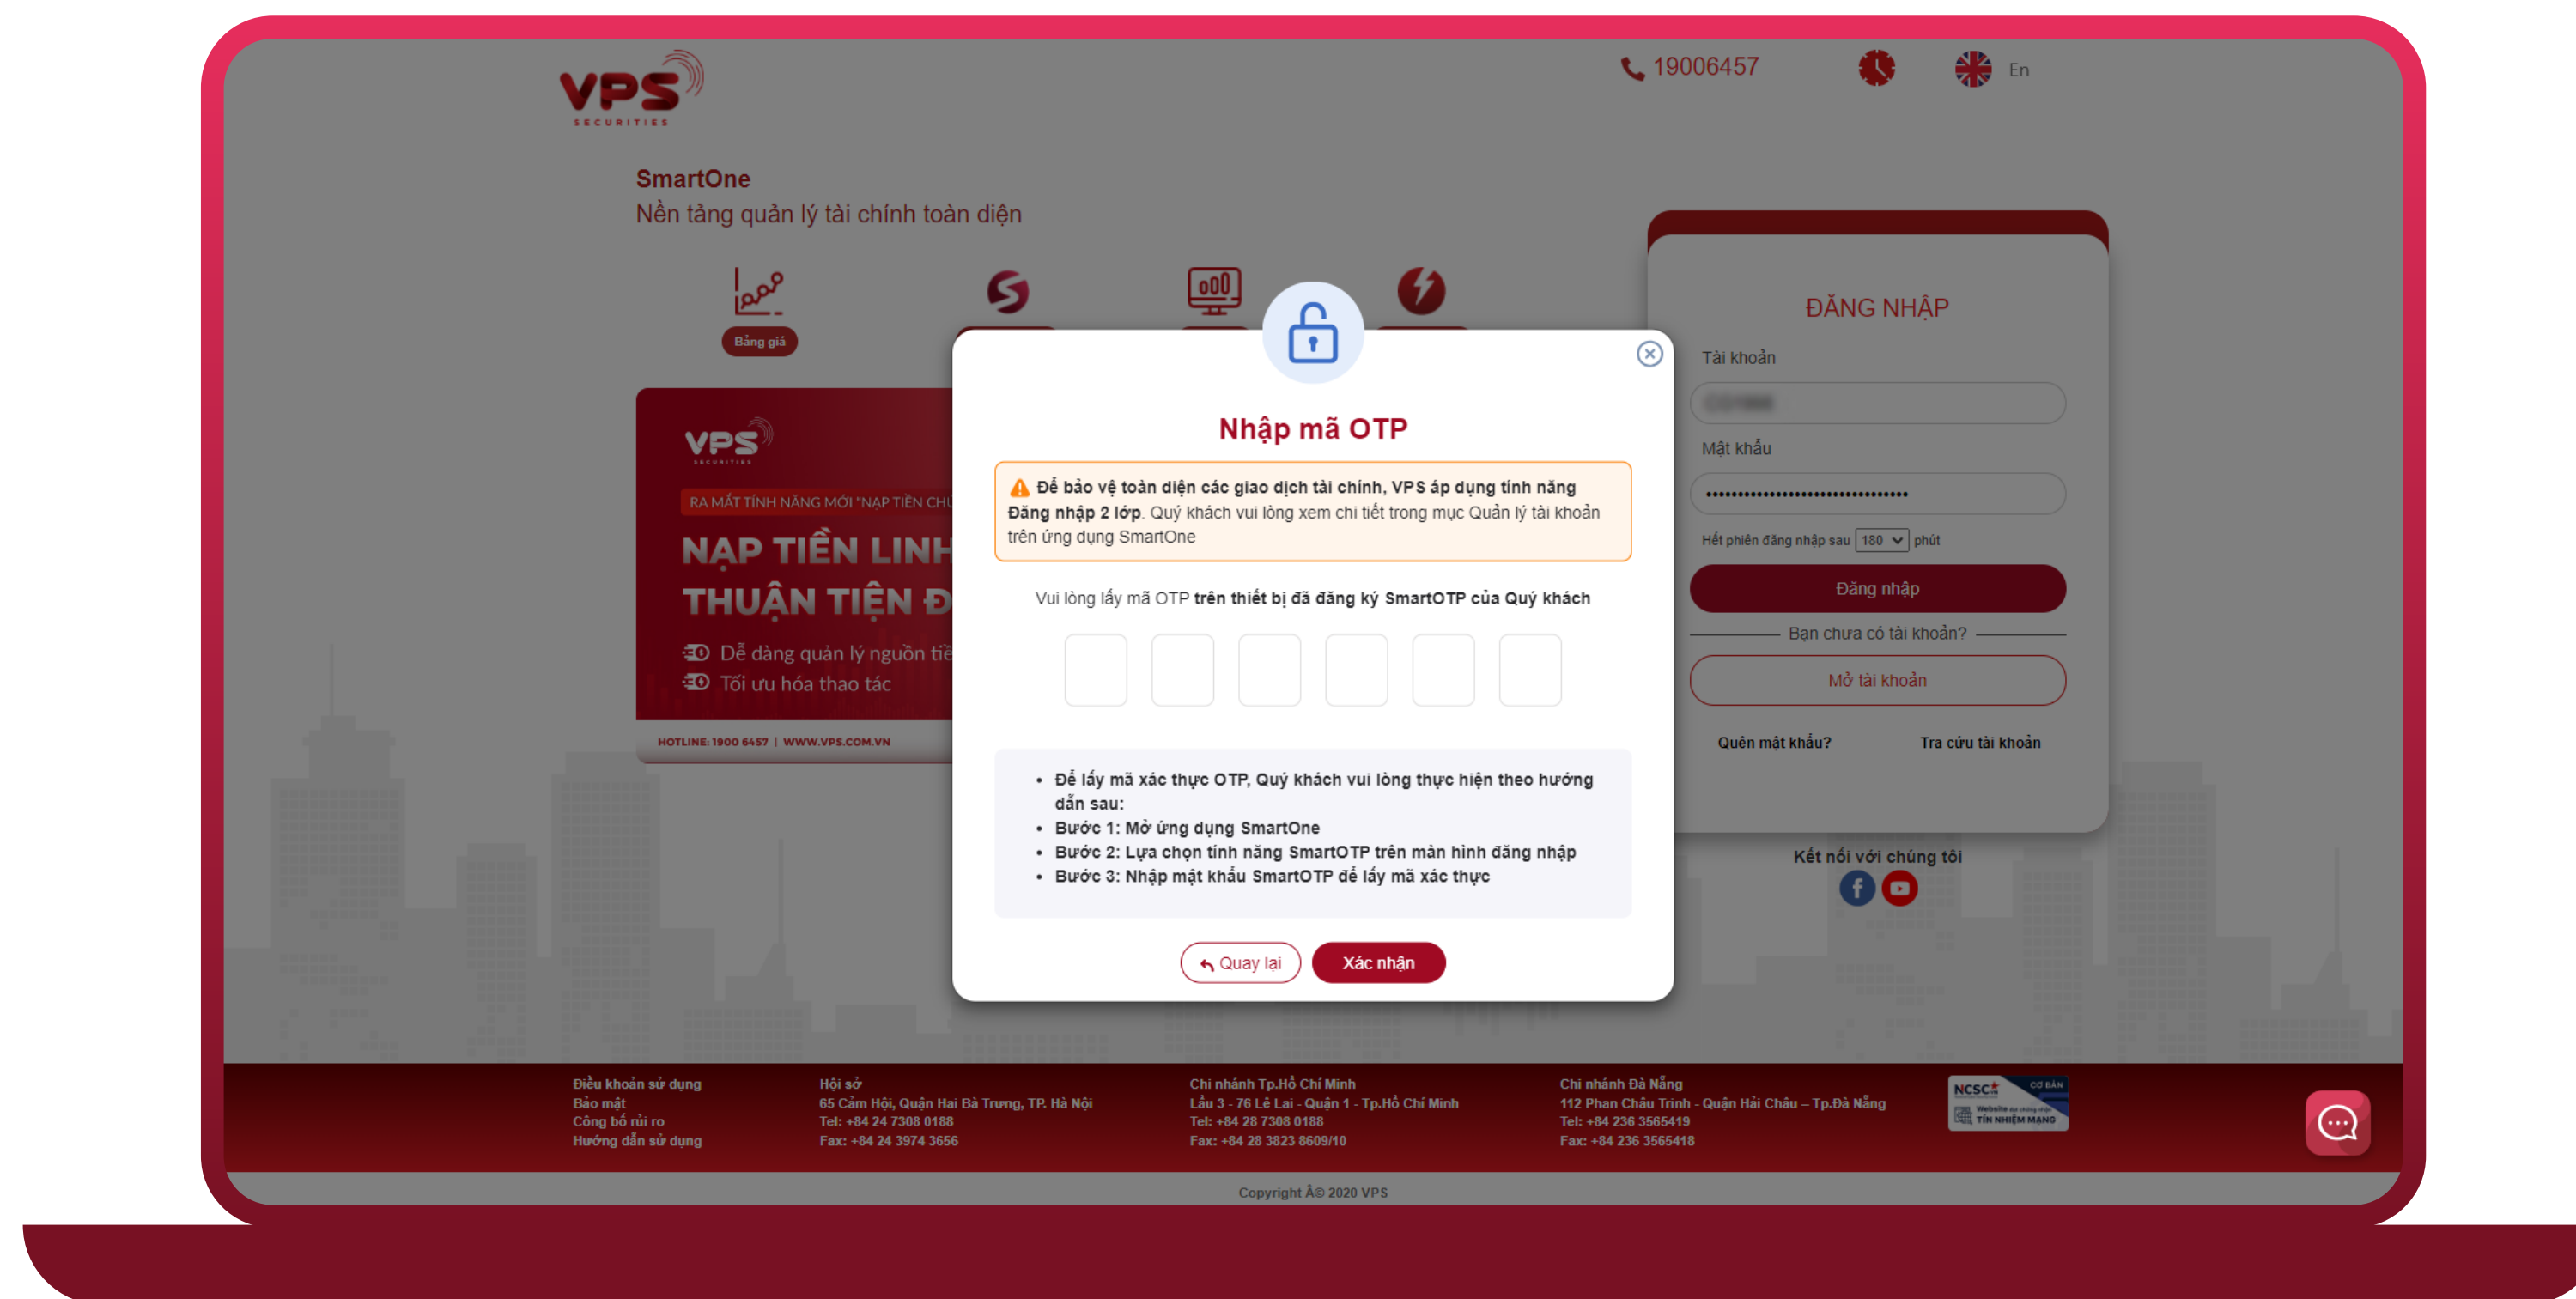 VPS
SECURITIES
19006457
En
SmartOne
Nền tảng quản lý tài chính toàn diện
Bảng giá
VPS
SECURITIES
RA MẮT TÍNH NĂNG MỚI "NẠP TIỀN
NẠP TIỀN LINH
THUẬN TIỆN
Dễ dàng quản lý nguồn
Tối ưu hóa thao tác
HOTLINE: 1900 6457 | WWW.VPS.COM.VN
Nhập mã OTP
Để bảo vệ toàn diện các giao dịch tài chính, VPS áp dụng tính năng
Đăng nhập 2 lớp. Quý khách vui lòng xem chi tiết trong mục Quản lý tài khoản
trên ứng dụng SmartOne
Vui lòng lấy mã OTP trên thiết bị đã đăng ký SmartOTP của Quý khách
• Để lấy mã xác thực OTP, Quý khách vui lòng thực hiện theo hướng
dẫn sau:
• Bước 1: Mở ứng dụng SmartOne
• Bước 2: Lựa chọn tính năng SmartOTP trên màn hình đăng nhập
• Bước 3: Nhập mật khẩu SmartOTP để lấy mã xác thực
Quay lại
Xác nhận
ĐĂNG NHẬP
Tài khoản
Mật khẩu
Hết phiên đăng nhập sau 180 phút
Đăng nhập
Bạn chưa có tài khoản?
Mở tài khoản
Quên mật khẩu?
Tra cứu tài khoản
Kết nối với chúng tôi
Điều khoản sử dụng
Bảo mật
Công bố rủi ro
Hướng dẫn sử dụng
Hội sở
65 Cảm Hội, Quận Hai Bà Trưng, TP. Hà Nội
Tel: +84 24 7308 0188
Fax: +84 24 3974 3656
Chi nhánh Tp.Hồ Chí Minh
Lầu 3 - 76 Lê Lai - Quận 1 - Tp.Hồ Chí Minh
Tel: +84 28 7308 0188
Fax: +84 28 3823 8609/10
Chi nhánh Đà Nẵng
112 Phan Châu Trinh - Quận Hải Châu – Tp.Đà Nẵng
Tel: +84 236 3565419
Fax: +84 236 3565418
NCSC
CƠ BẢN
Website
TÍN NHIỆM MẠNG
Copyright Â© 2020 VPS